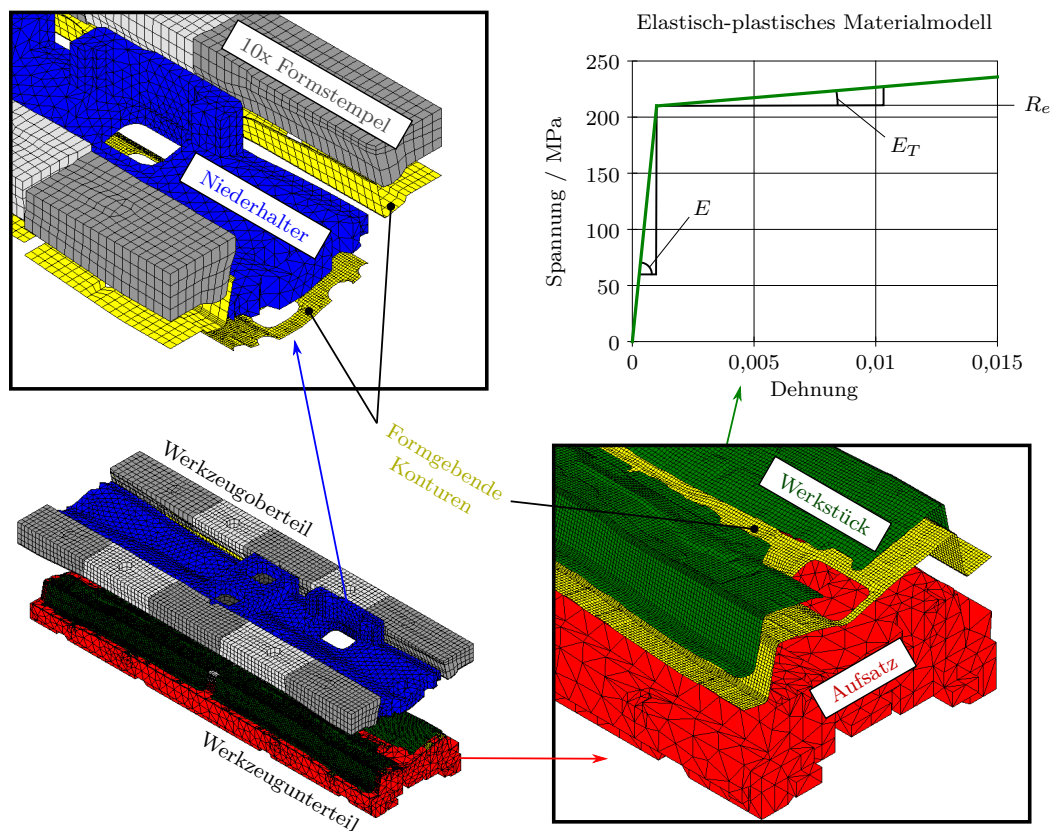 Elastisch-plastisches Materialmodell
10x Formstempel
Niederhalter
Spannung / MPa
250
200
150
100
50
0
0
0,005
0,01
0,015
Dehnung
E
E_T
R_e
Formgebende
Konturen
Werkzeugoberteil
Werkzeugunterteil
Werkstück
Aufsatz